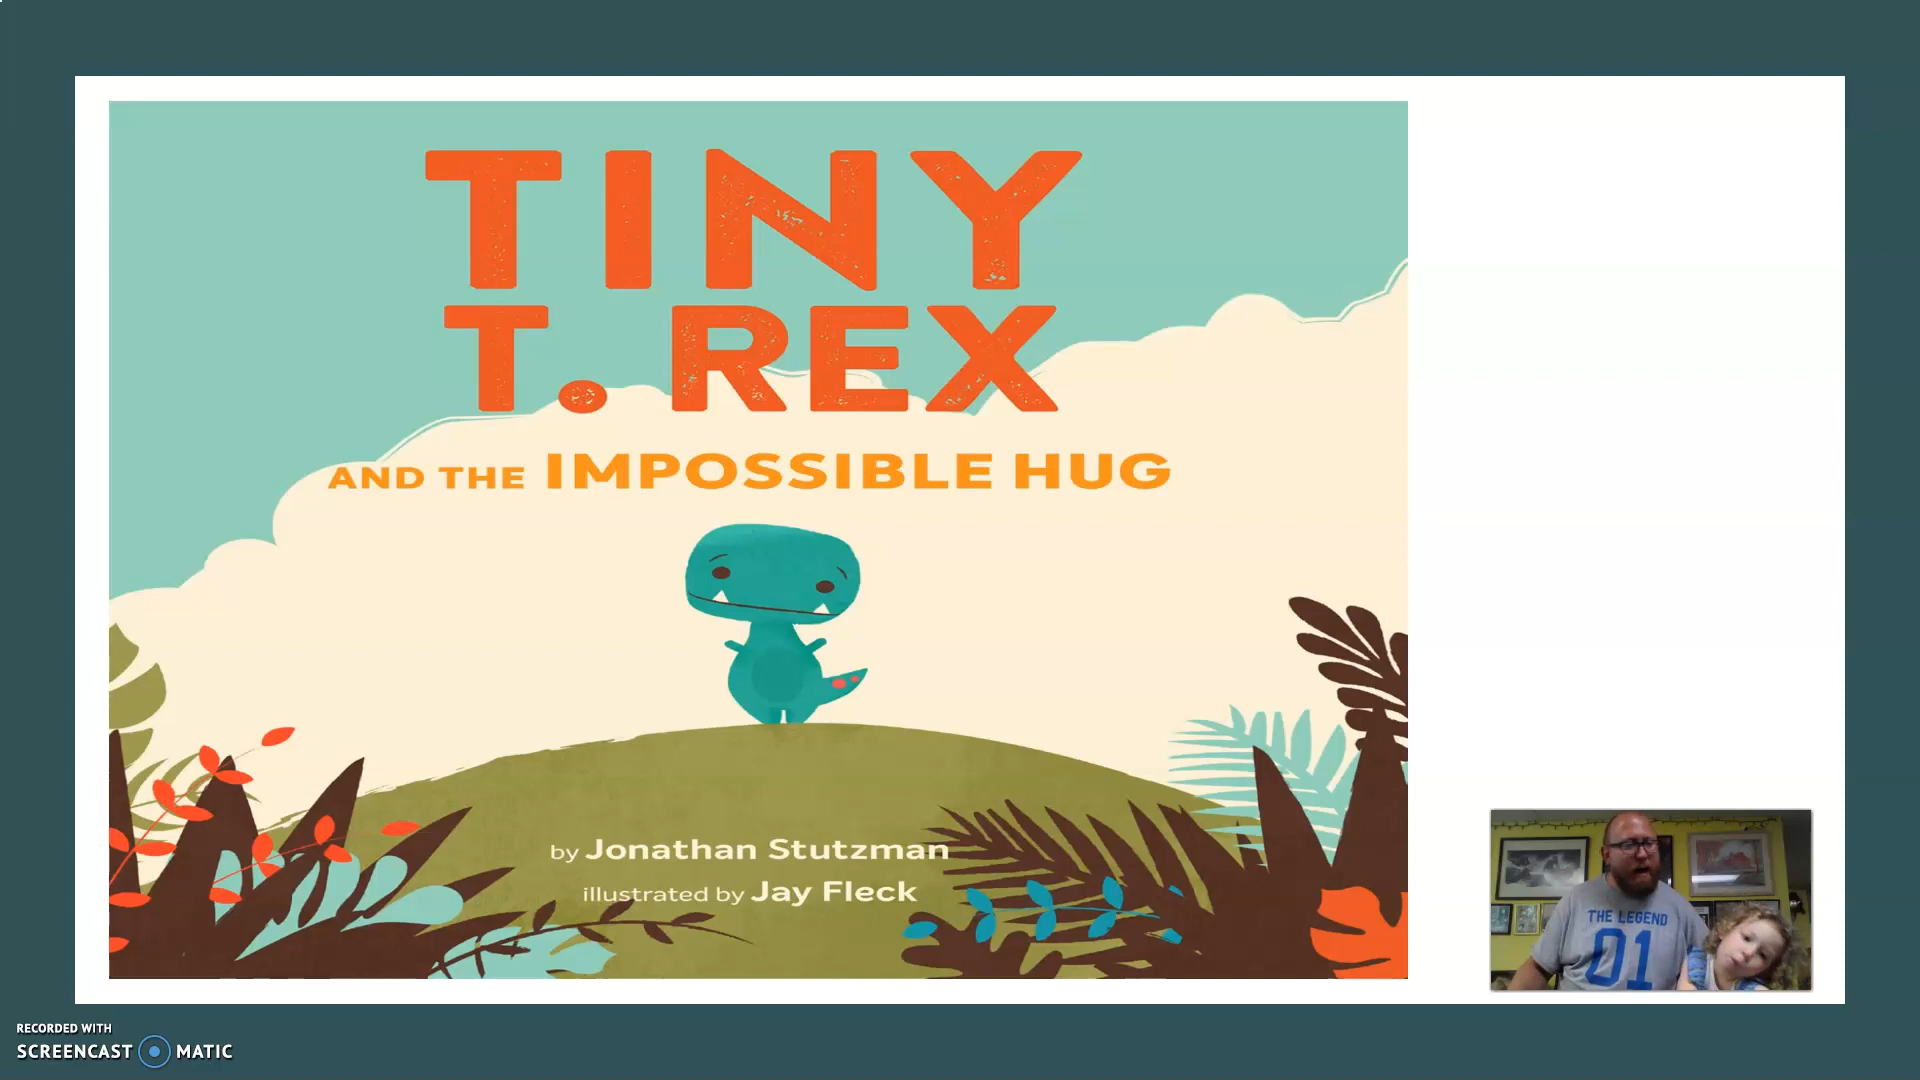 TINY
T. REX
AND THE IMPOSSIBLE HUG
by Jonathan Stutzman
illustrated by Jay Fleck
THE LEGEND
01
RECORDED WITH
SCREENCAST MATIC